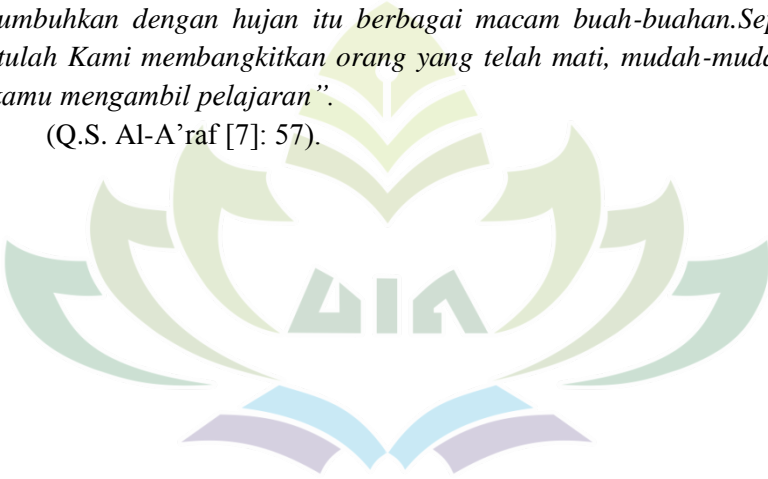 umbuhkan dengan hujan itu berbagai macam buah-buahan.Sep
tulah Kami membangkitkan orang yang telah mati, mudah-muda
kamu mengambil pelajaran”.
(Q.S. Al-A’raf [7]: 57).
UIN